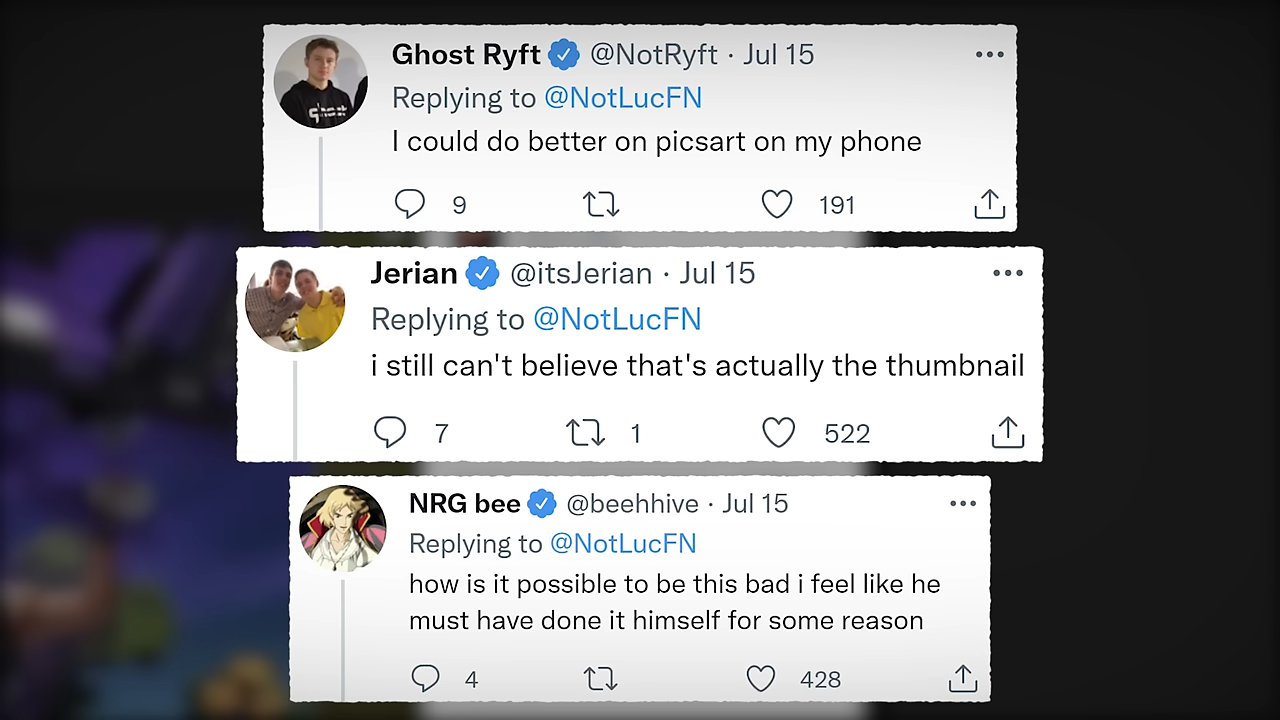 Ghost Ryft @NotRyft · Jul 15
Replying to @NotLucFN
I could do better on picsart on my phone
9 191
Jerian @itsJerian · Jul 15
Replying to @NotLucFN
i still can't believe that's actually the thumbnail
7 1 522
NRG bee @beehhive · Jul 15
Replying to @NotLucFN
how is it possible to be this bad i feel like he
must have done it himself for some reason
4 428